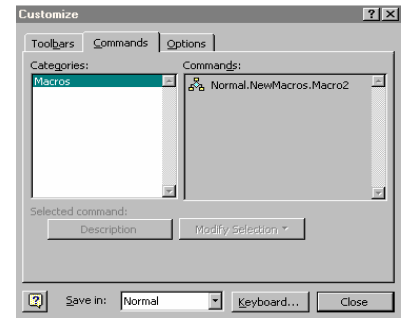 Customize
Toolbars Commands Options
Categories: Commands:
Macros Normal.NewMacros.Macro2
Selected command:
Description Modify Selection
Save in: Normal Keyboard... Close